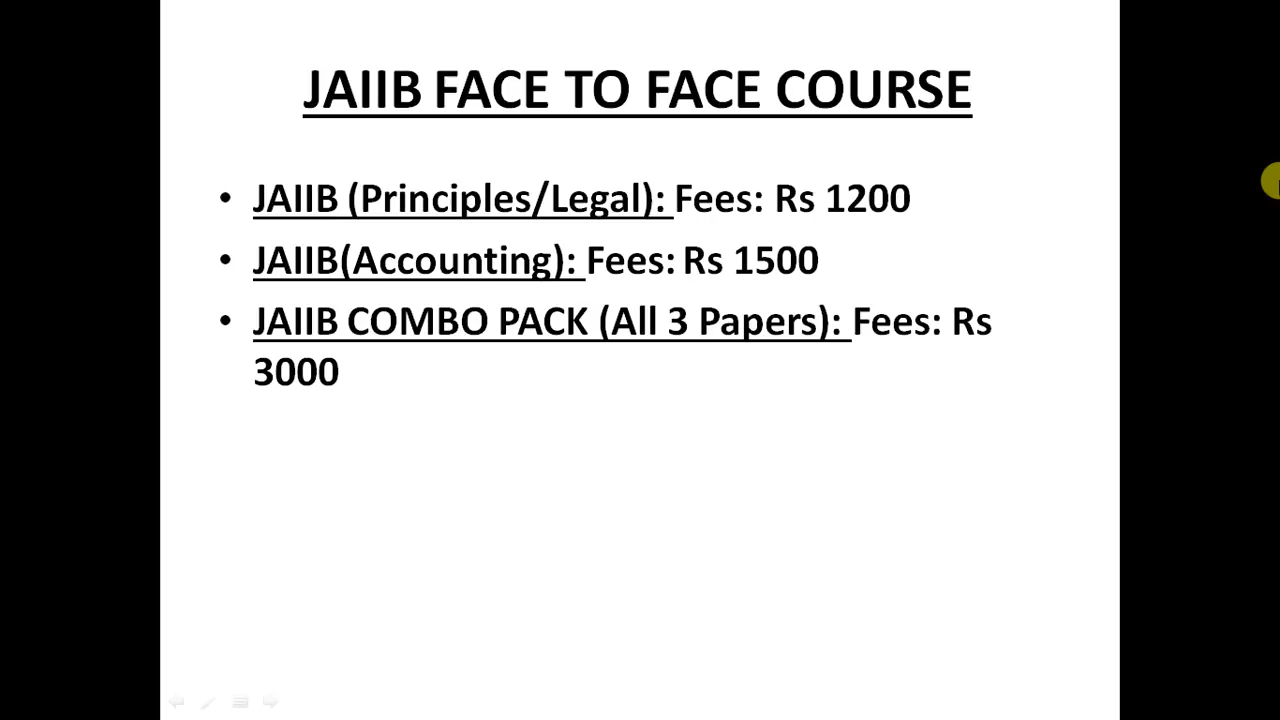 JAIIB FACE TO FACE COURSE
• JAIIB (Principles/Legal): Fees: Rs 1200
• JAIIB(Accounting): Fees: Rs 1500
• JAIIB COMBO PACK (All 3 Papers): Fees: Rs
3000